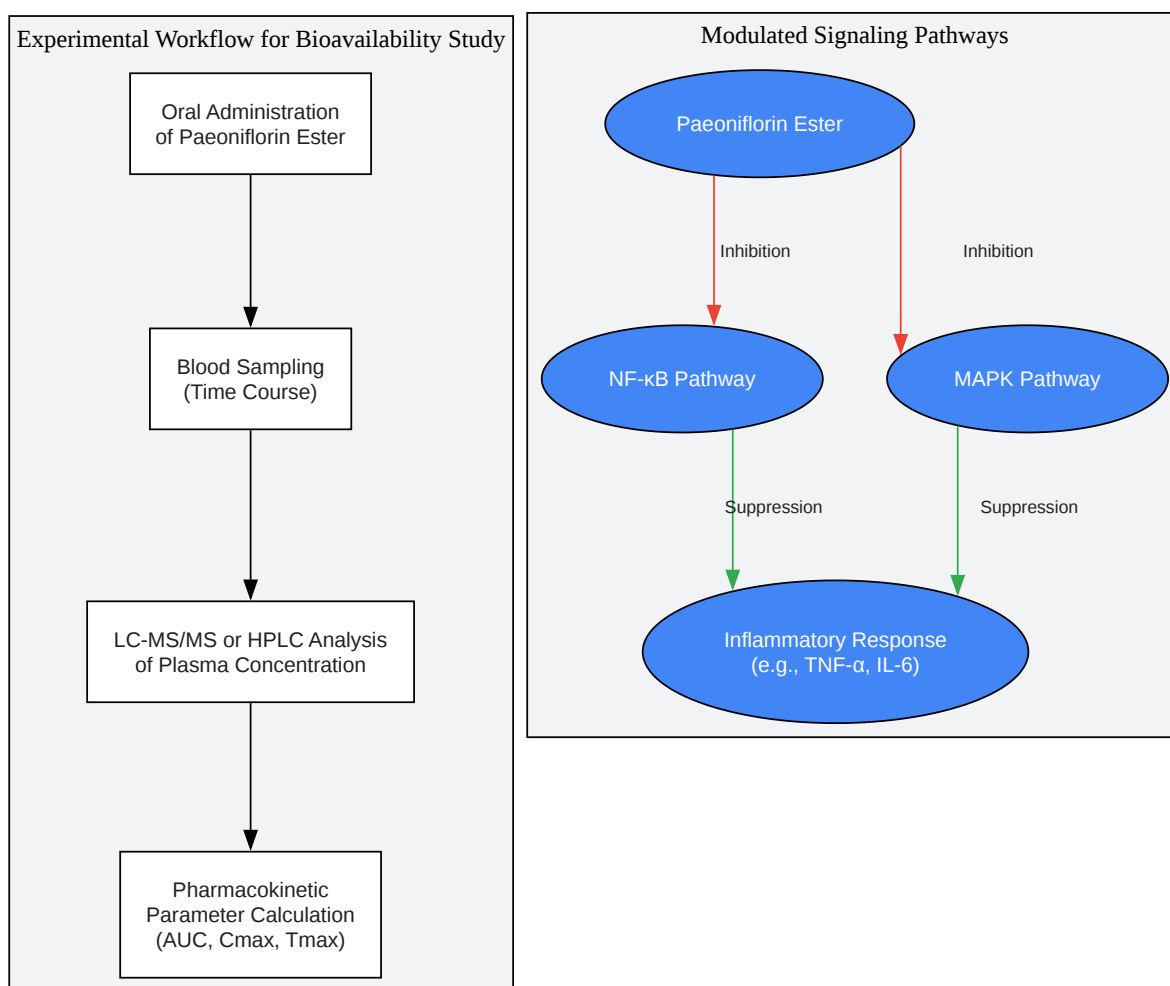 Experimental Workflow for Bioavailability Study
Oral Administration
of Paeoniflorin Ester
Blood Sampling
(Time Course)
LC-MS/MS or HPLC Analysis
of Plasma Concentration
Pharmacokinetic
Parameter Calculation
(AUC, Cmax, Tmax)
Modulated Signaling Pathways
Paeoniflorin Ester
Inhibition
Inhibition
NF-κB Pathway
MAPK Pathway
Suppression
Suppression
Inflammatory Response
(e.g., TNF-α, IL-6)